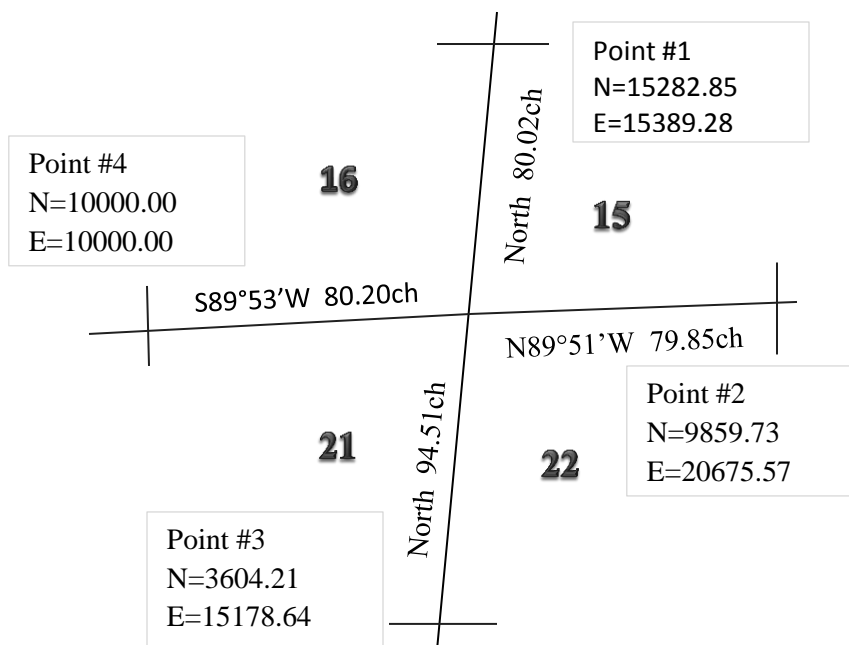 Point #1
N=15282.85
E=15389.28
North 80.02ch
Point #4
N=10000.00
E=10000.00
16
15
S89°53’W 80.20ch
N89°51’W 79.85ch
Point #2
N=9859.73
E=20675.57
21
22
North 94.51ch
Point #3
N=3604.21
E=15178.64